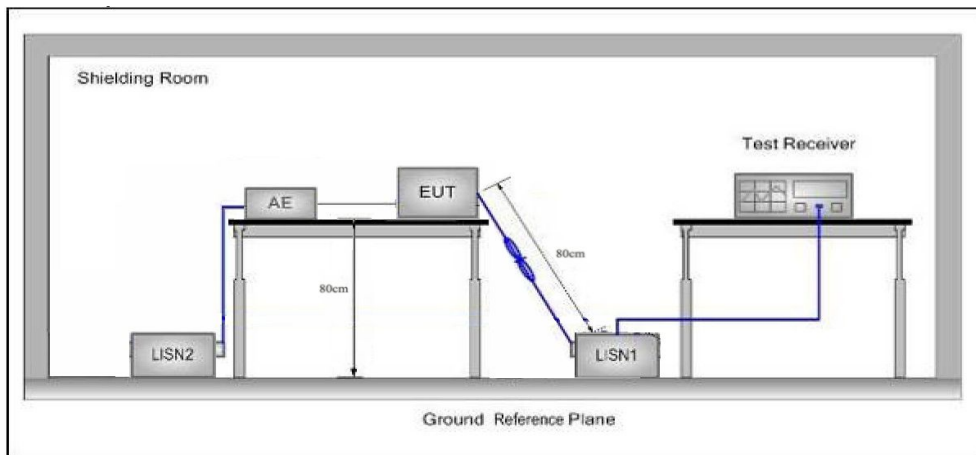 Shielding Room
Test Receiver
EUT
AE
80cm
80cm
LISN2
LISN1
Ground Reference Plane